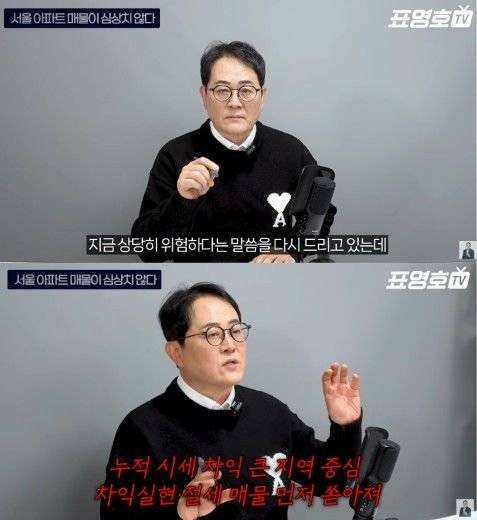 서울 아파트 매물이 심상치 않다
표영호TV
지금 상당히 위험하다는 말씀을 다시 드리고 있는데
서울 아파트 매물이 심상치 않다
표영호TV
누적 시세 차익 큰 지역 중심
차익실현·절세 매물 먼저 쏟아져
A